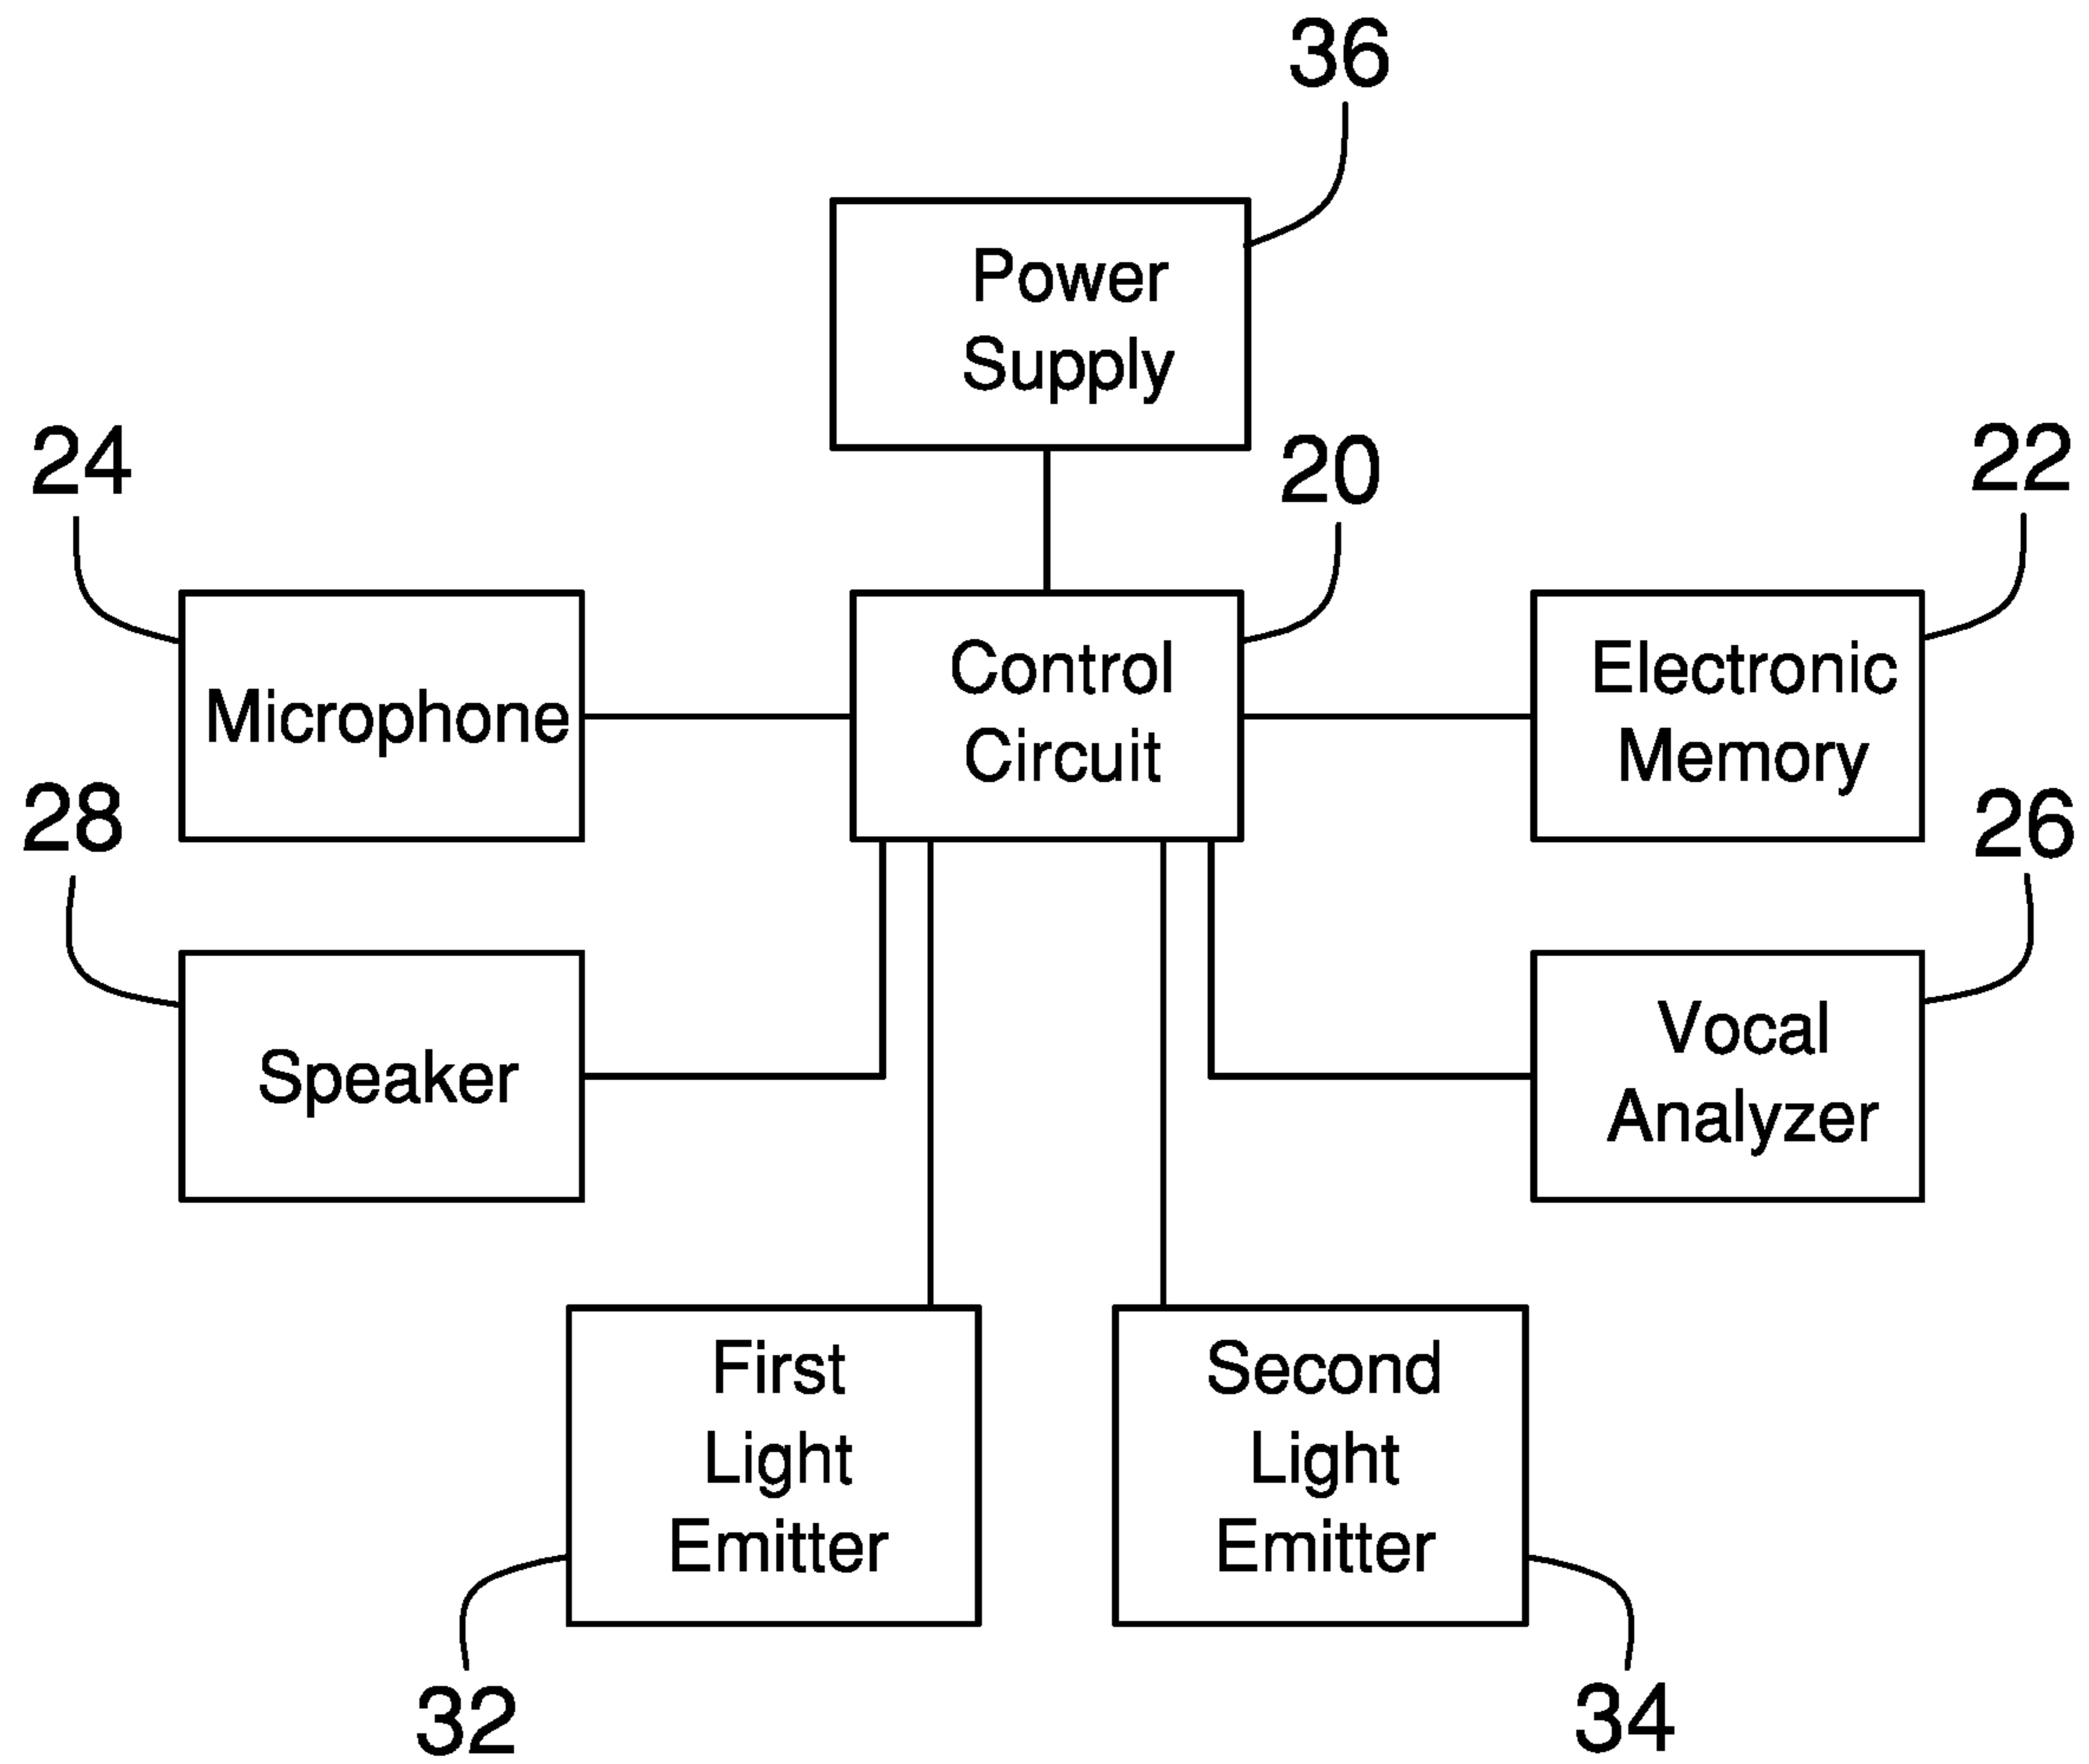 36
Power
Supply
24
20
22
Microphone
Control
Circuit
Electronic
Memory
28
26
Speaker
Vocal
Analyzer
First
Light
Emitter
Second
Light
Emitter
32
34